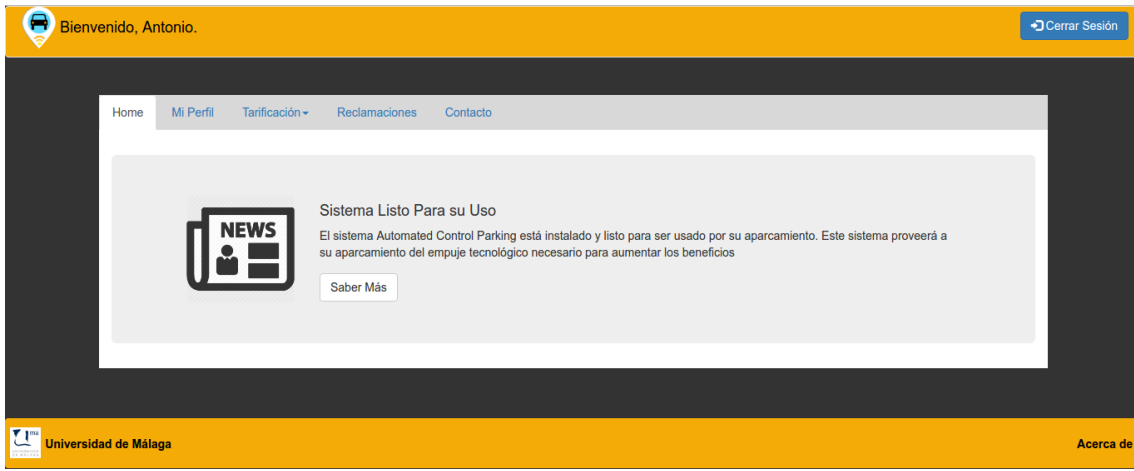 Bienvenido, Antonio.
Cerrar Sesión
Home Mi Perfil Tarificación Reclamaciones Contacto
NEWS
Sistema Listo Para su Uso
El sistema Automated Control Parking está instalado y listo para ser usado por su aparcamiento. Este sistema proveerá a
su aparcamiento del empuje tecnológico necesario para aumentar los beneficios
Saber Más
uma
Universidad de Málaga
Acerca de